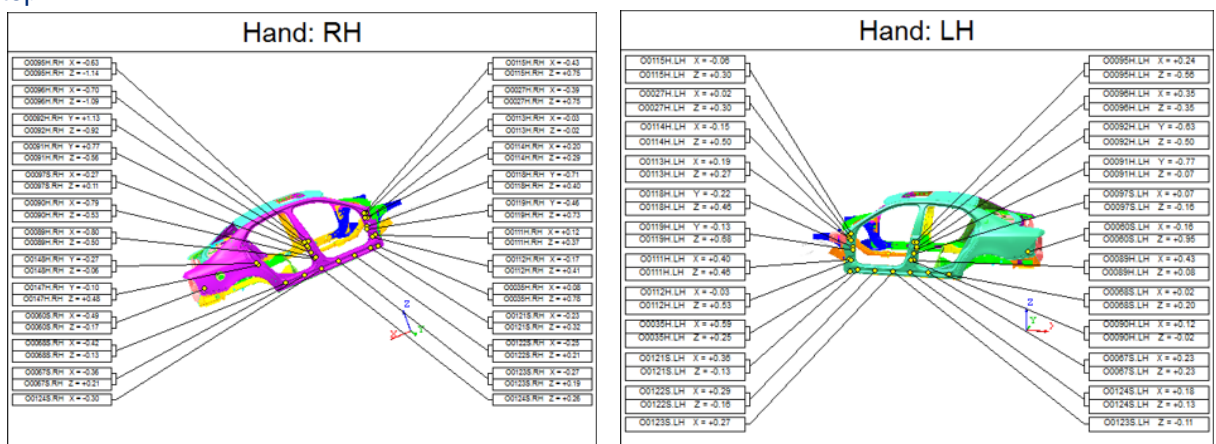 Hand: RH
O0095H.RH X = -0.63
O0095H.RH Z = -1.14
O0096H.RH X = -0.70
O0096H.RH Z = -1.09
O0092H.RH Y = +1.13
O0092H.RH Z = -0.92
O0091H.RH Y = +0.77
O0091H.RH Z = -0.56
O0097S.RH X = -0.27
O0097S.RH Z = +0.11
O0090H.RH X = -0.79
O0090H.RH Z = -0.53
O0089H.RH X = -0.80
O0089H.RH Z = -0.50
O0148H.RH Y = -0.27
O0148H.RH Z = -0.06
O0147H.RH Y = -0.10
O0147H.RH Z = +0.48
O0060S.RH X = -0.49
O0060S.RH Z = -0.17
O0068S.RH X = -0.42
O0068S.RH Z = -0.13
O0067S.RH X = -0.36
O0067S.RH Z = +0.21
O0124S.RH X = -0.30
O0115H.RH X = -0.43
O0115H.RH Z = +0.75
O0027H.RH X = -0.39
O0027H.RH Z = +0.75
O0113H.RH X = -0.03
O0113H.RH Z = -0.02
O0114H.RH X = +0.20
O0114H.RH Z = +0.29
O0118H.RH Y = -0.71
O0118H.RH Z = +0.40
O0119H.RH Y = -0.46
O0119H.RH Z = +0.73
O0111H.RH X = +0.12
O0111H.RH Z = +0.37
O0112H.RH X = -0.17
O0112H.RH Z = +0.41
O0035H.RH X = +0.08
O0035H.RH Z = +0.78
O0121S.RH X = -0.23
O0121S.RH Z = +0.32
O0122S.RH X = -0.25
O0122S.RH Z = +0.21
O0123S.RH X = -0.27
O0123S.RH Z = +0.19
O0124S.RH Z = +0.26
Z
X
Y
Hand: LH
O0115H.LH X = -0.06
O0115H.LH Z = +0.30
O0027H.LH X = +0.02
O0027H.LH Z = +0.30
O0114H.LH X = -0.15
O0114H.LH Z = +0.50
O0113H.LH X = +0.19
O0113H.LH Z = +0.27
O0118H.LH Y = -0.22
O0118H.LH Z = +0.46
O0119H.LH Y = -0.13
O0119H.LH Z = +0.68
O0111H.LH X = +0.40
O0111H.LH Z = +0.46
O0112H.LH X = -0.03
O0112H.LH Z = +0.53
O0035H.LH X = +0.59
O0035H.LH Z = +0.25
O0121S.LH X = +0.36
O0121S.LH Z = -0.13
O0122S.LH X = +0.29
O0122S.LH Z = -0.16
O0123S.LH X = +0.27
O0095H.LH X = +0.24
O0095H.LH Z = -0.56
O0096H.LH X = +0.35
O0096H.LH Z = -0.35
O0092H.LH Y = -0.63
O0092H.LH Z = -0.50
O0091H.LH Y = -0.77
O0091H.LH Z = -0.07
O0097S.LH X = +0.07
O0097S.LH Z = -0.16
O0060S.LH X = -0.16
O0060S.LH Z = +0.95
O0089H.LH X = +0.43
O0089H.LH Z = +0.08
O0068S.LH X = +0.02
O0068S.LH Z = +0.20
O0090H.LH X = +0.12
O0090H.LH Z = -0.02
O0067S.LH X = +0.23
O0067S.LH Z = +0.23
O0124S.LH X = +0.18
O0124S.LH Z = +0.13
O0123S.LH Z = -0.11
Z
Y
X